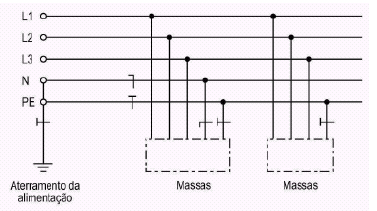 L1
L2
L3
N
PE
Aterramento da
alimentação
Massas
Massas